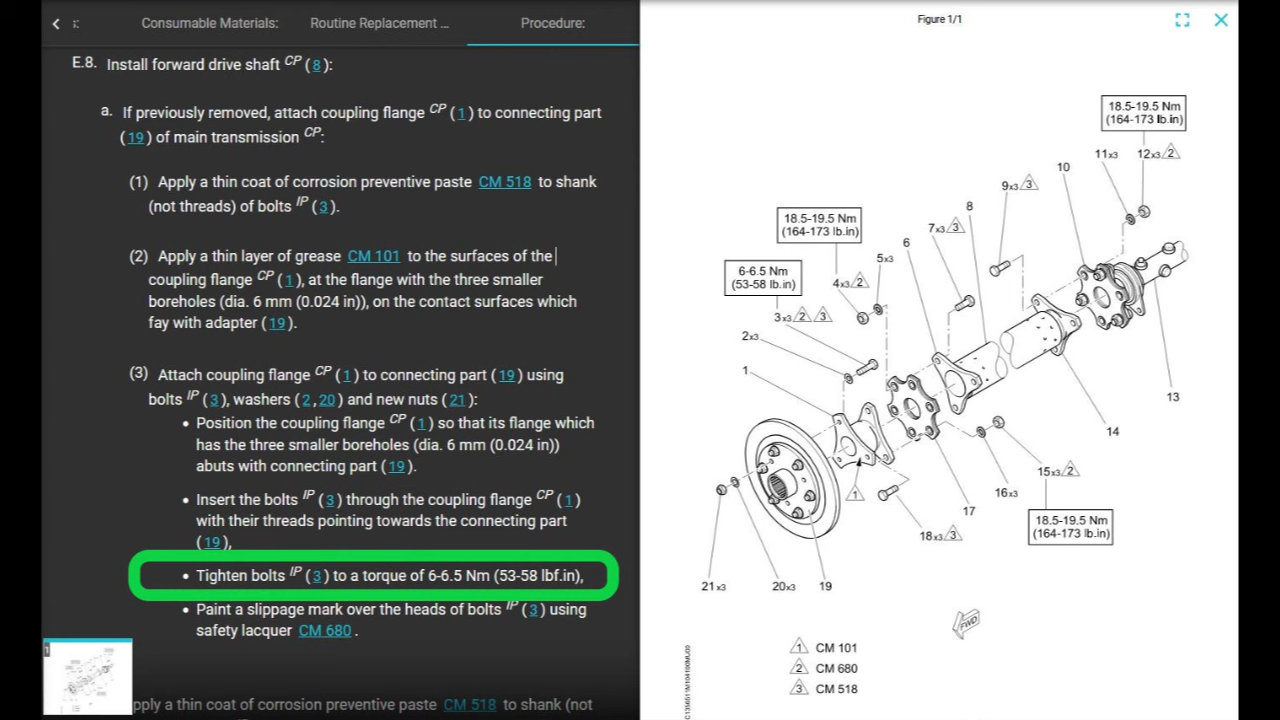 s:
Consumable Materials:
Routine Replacement ...
Procedure:
E.8. Install forward drive shaft CP (8):
a. If previously removed, attach coupling flange CP (1) to connecting part
(19) of main transmission CP:
(1) Apply a thin coat of corrosion preventive paste CM 518 to shank
(not threads) of bolts IP (3).
(2) Apply a thin layer of grease CM 101 to the surfaces of the
coupling flange CP (1), at the flange with the three smaller
boreholes (dia. 6 mm (0.024 in)), on the contact surfaces which
fay with adapter (19).
(3) Attach coupling flange CP (1) to connecting part (19) using
bolts IP (3), washers (2,20) and new nuts (21):
• Position the coupling flange CP (1) so that its flange which
has the three smaller boreholes (dia. 6 mm (0.024 in))
abuts with connecting part (19).
• Insert the bolts IP (3) through the coupling flange CP (1)
with their threads pointing towards the connecting part
(19),
• Tighten bolts IP (3) to a torque of 6-6.5 Nm (53-58 lbf.in),
• Paint a slippage mark over the heads of bolts IP (3) using
safety lacquer CM 680.
1
pply a thin coat of corrosion preventive paste CM 518 to shank (not
Figure 1/1
18.5-19.5 Nm
(164-173 lb.in)
11x3
12x3 2
10
9x3 3
8
18.5-19.5 Nm
(164-173 lb.in)
7x3 3
6
5x3
6-6.5 Nm
(53-58 lb.in)
4x3 2
3x3 2 3
2x3
1
13
14
1
15x3 2
16x3
17
18x3 3
18.5-19.5 Nm
(164-173 lb.in)
21x3
20x3
19
FWD
1 CM 101
2 CM 680
3 CM 518